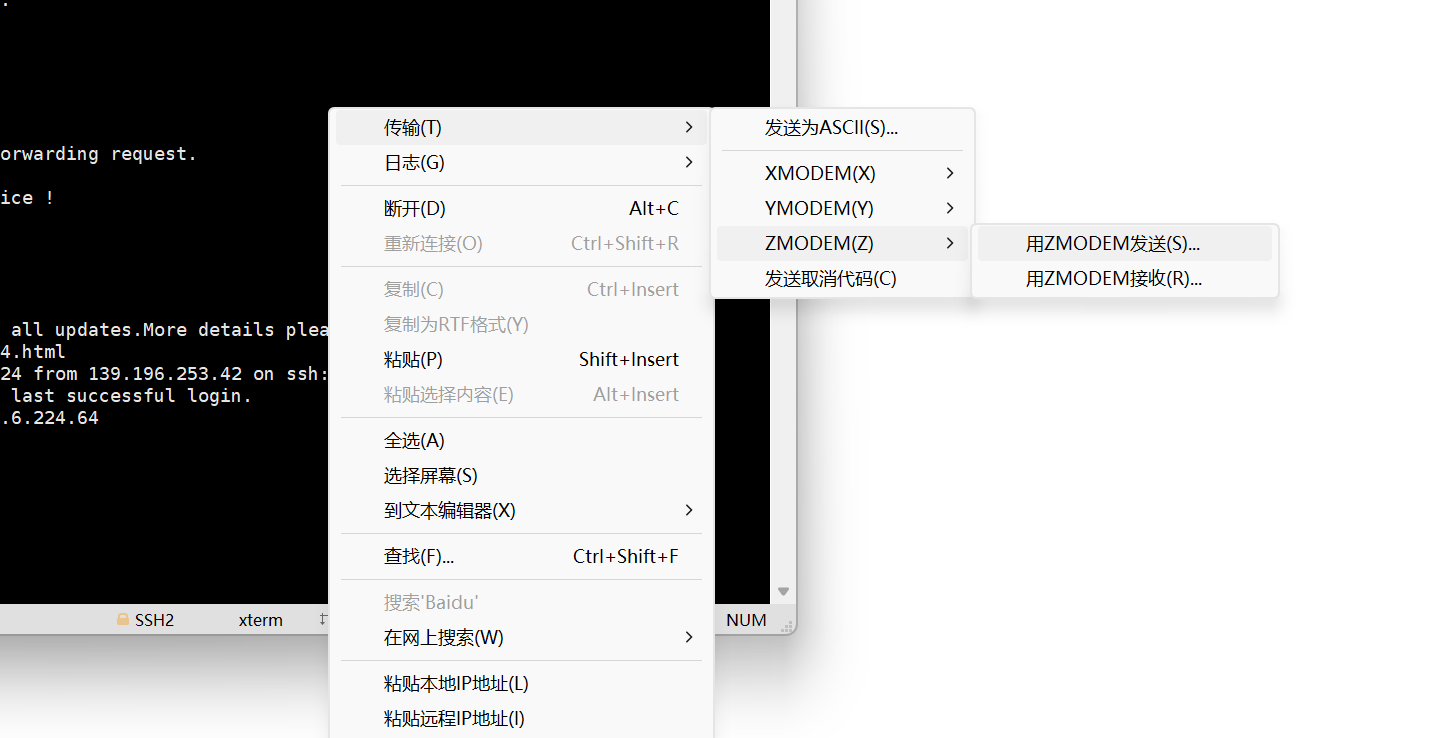 .
orwarding request.
ice !
all updates.More details plea
4.html
24 from 139.196.253.42 on ssh:
last successful login.
.6.224.64
SSH2 xterm NUM
传输(T)
日志(G)
断开(D) Alt+C
重新连接(O) Ctrl+Shift+R
复制(C) Ctrl+Insert
复制为RTF格式(Y)
粘贴(P) Shift+Insert
粘贴选择内容(E) Alt+Insert
全选(A)
选择屏幕(S)
到文本编辑器(X)
查找(F)... Ctrl+Shift+F
搜索'Baidu'
在网上搜索(W)
粘贴本地IP地址(L)
粘贴远程IP地址(I)
发送为ASCII(S)...
XMODEM(X)
YMODEM(Y)
ZMODEM(Z)
发送取消代码(C)
用ZMODEM发送(S)...
用ZMODEM接收(R)...